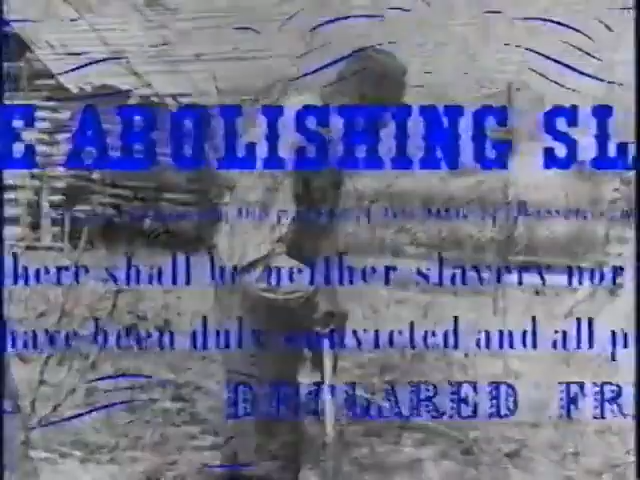 E ABOLISHING SL
here shall be neither slavery nor
have been duly convicted and all p
DECLARED FR